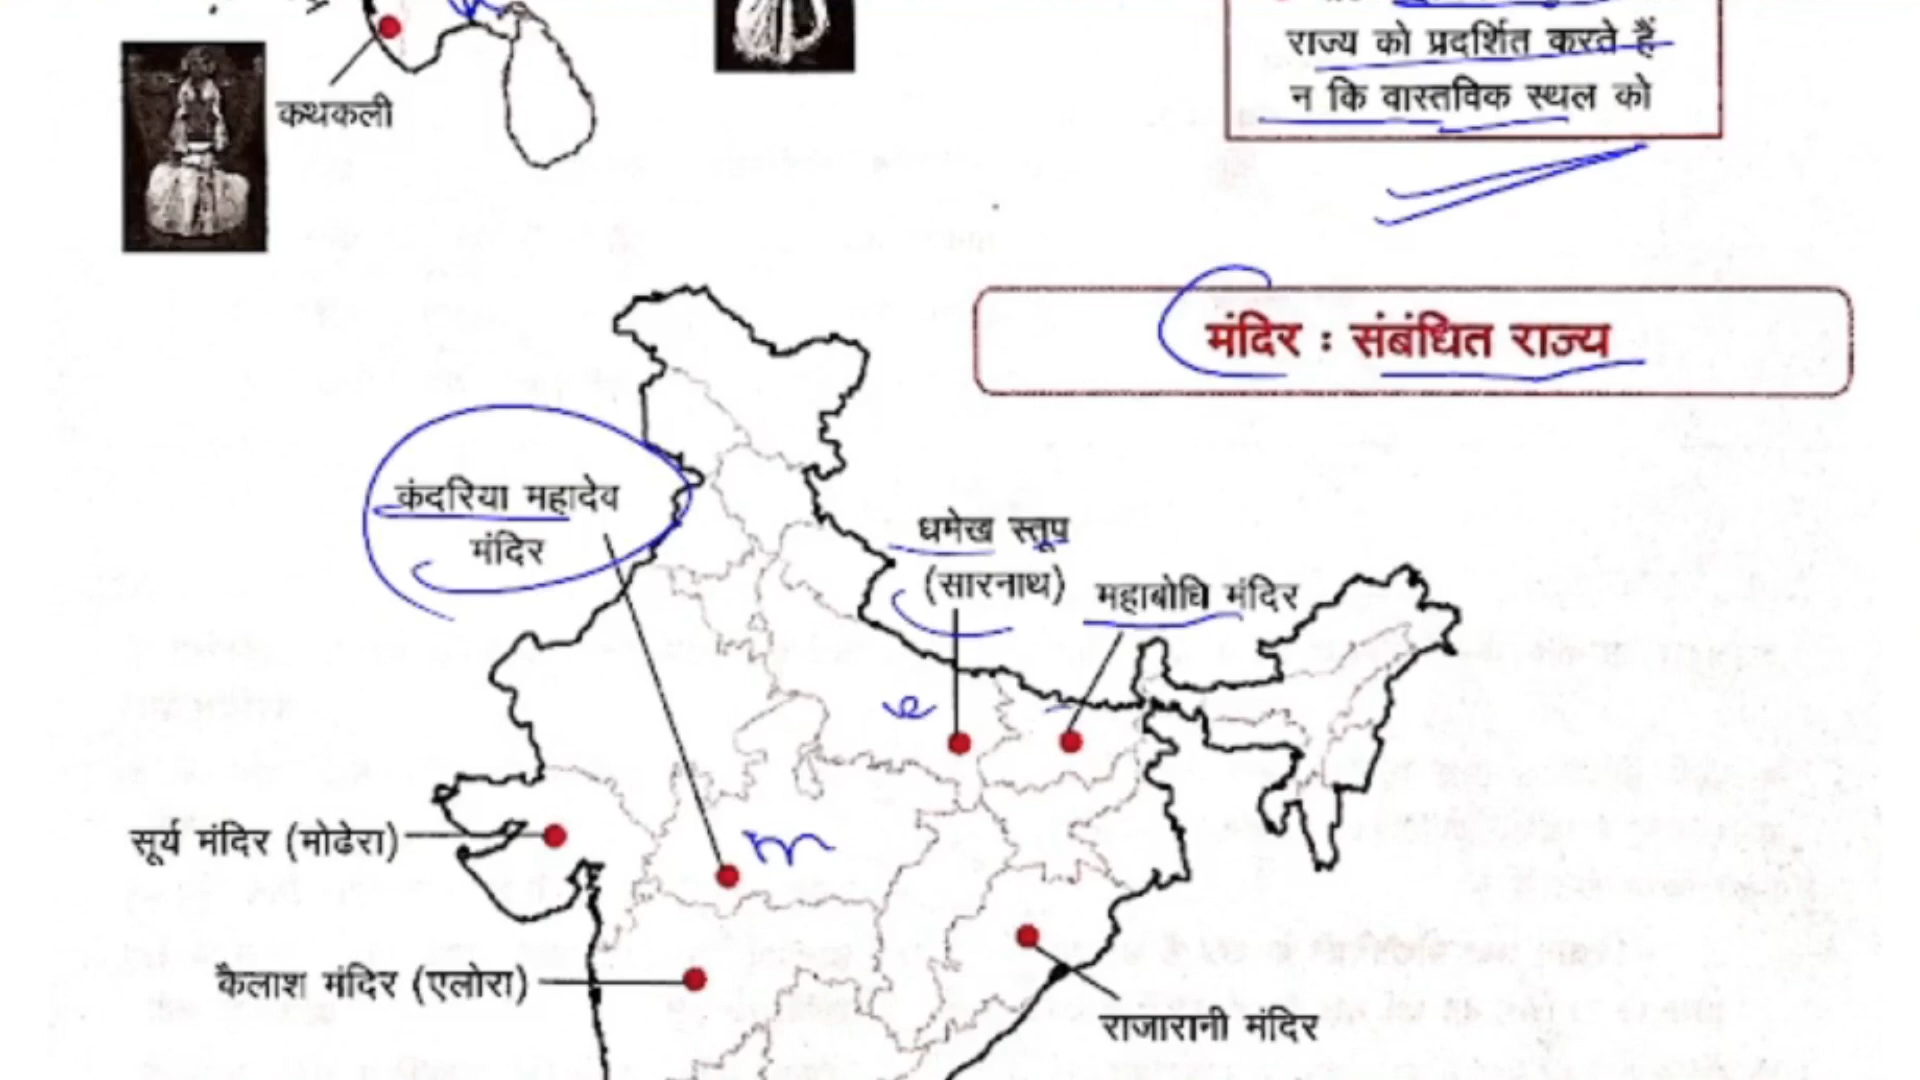 राज्य को प्रदर्शित करते हैं
न कि वास्तविक स्थल को
कथकली
मंदिर : संबंधित राज्य
कंदरिया महादेव
मंदिर
धमेख स्तूप
(सारनाथ)
महाबोधि मंदिर
सूर्य मंदिर (मोढेरा)
कैलाश मंदिर (एलोरा)
राजारानी मंदिर